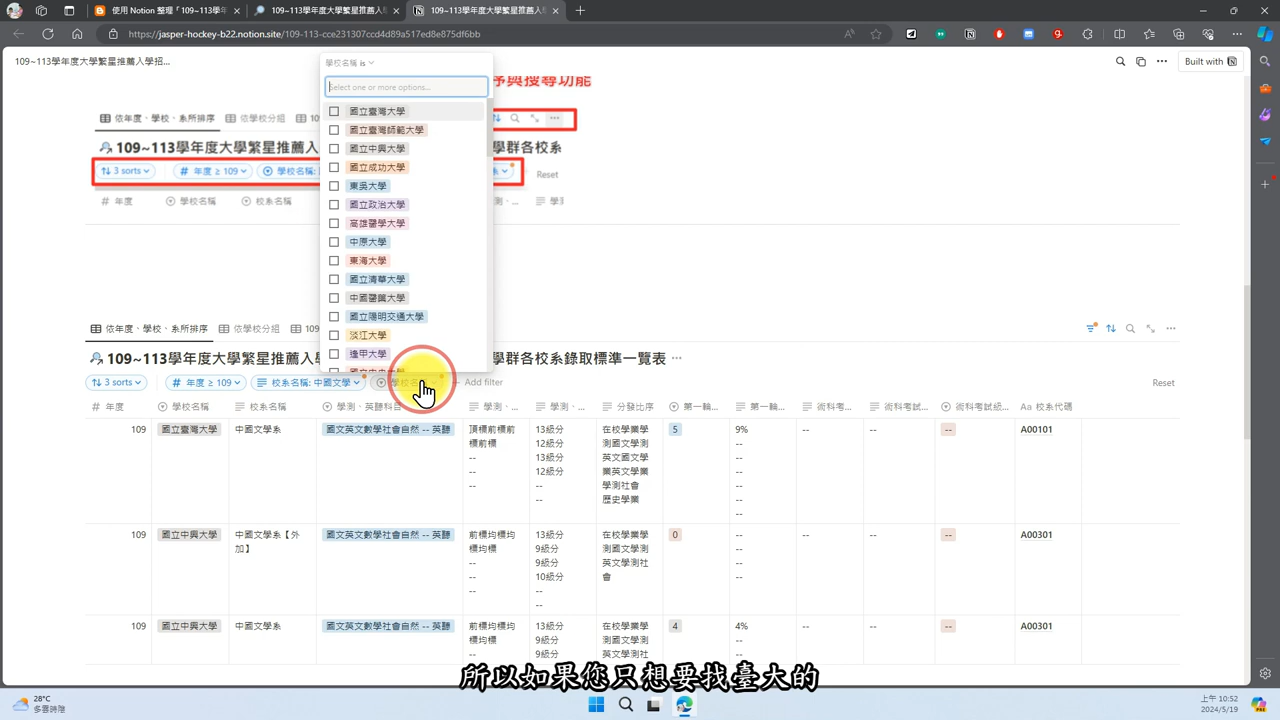 使用 Notion 整理「109~113學年
109~113學年度大學繁星推薦入
109~113學年度大學繁星推薦入
https://jasper-hockey-b22.notion.site/109-113-cce231307ccd4d89a517d9ed8e875df6bb
109~113學年度大學繁星推薦入學招...
Built with
學校名稱 is
Select one or more options...
序與搜尋功能
依年度、學校、系所排序
依學校分組
109~113學年度大學繁星推薦入
學群各校系
3 sorts
年度 ≥ 109
學校名稱:
Reset
年度
學校名稱
校系名稱
學測、...
國立臺灣大學
國立臺灣師範大學
國立中興大學
國立成功大學
東吳大學
國立政治大學
高雄醫學大學
中原大學
東海大學
國立清華大學
中國醫藥大學
國立陽明交通大學
淡江大學
逢甲大學
依年度、學校、系所排序
依學校分組
109
109~113學年度大學繁星推薦入學
學群各校系錄取標準一覽表 ...
3 sorts
年度 ≥ 109
校系名稱: 中國文學
Add filter
Reset
# 年度
學校名稱
校系名稱
學測、英聽科目
學測、...
學測、...
分發比序
第一輪...
第一輪...
術科考...
術科考試...
術科考試級...
Aa 校系代碼
109
國立臺灣大學
中國文學系
國文英文數學社會自然 -- 英聽
頂標前標前
標前標
--
--
13級分
12級分
13級分
12級分
--
--
在校學業學
測國文學測
英文國文學
業英文學業
學測社會
歷史學業
5
9%
--
--
--
--
--
--
--
--
--
A00101
109
國立中興大學
中國文學系【外
加】
國文英文數學社會自然 -- 英聽
前標均標均
標均標
--
--
13級分
9級分
9級分
10級分
--
--
在校學業學
測國文學測
英文學測社
會
0
--
--
--
--
--
--
--
A00301
109
國立中興大學
中國文學系
國文英文數學社會自然 -- 英聽
前標均標均
標均標
--
13級分
9級分
9級分
在校學業學
測國文學測
英文學測社
4
4%
--
--
--
--
--
A00301
所以如果您只想要找臺大的
28°C
多雲時陰
上午 10:52
2024/5/19